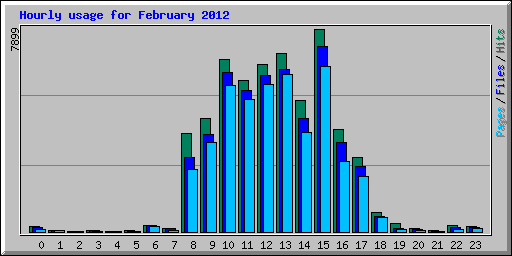 Hourly usage for February 2012
7899
Pages/Files/Hits
0 1 2 3 4 5 6 7 8 9 10 11 12 13 14 15 16 17 18 19 20 21 22 23